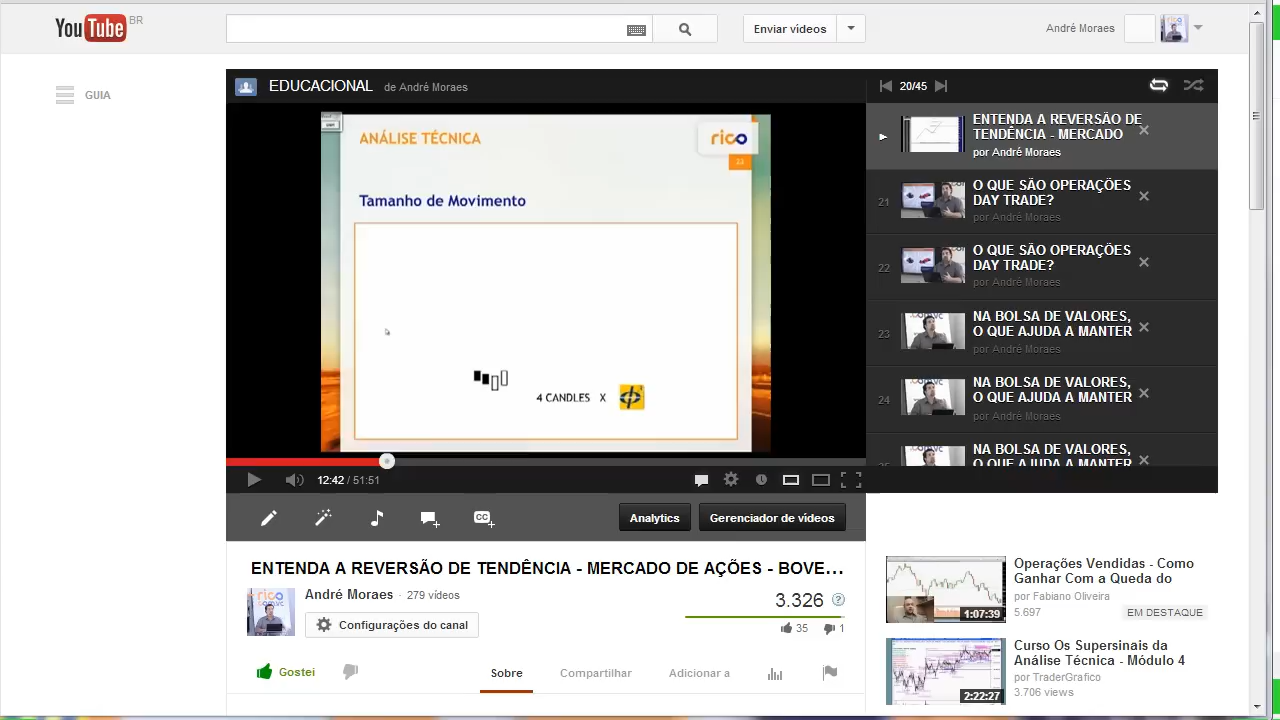 YouTube BR
Enviar vídeos
André Moraes
GUIA
EDUCACIONAL de André Moraes
20/45
ANÁLISE TÉCNICA
rico
22
Tamanho de Movimento
4 CANDLES X
12:42 / 51:51
ENTENDA A REVERSÃO DE
TENDÊNCIA - MERCADO
por André Moraes
21
O QUE SÃO OPERAÇÕES
DAY TRADE?
por André Moraes
22
O QUE SÃO OPERAÇÕES
DAY TRADE?
por André Moraes
23
NA BOLSA DE VALORES,
O QUE AJUDA A MANTER
por André Moraes
24
NA BOLSA DE VALORES,
O QUE AJUDA A MANTER
por André Moraes
NA BOLSA DE VALORES,
O QUE AJUDA A MANTER
CC
Analytics
Gerenciador de vídeos
ENTENDA A REVERSÃO DE TENDÊNCIA - MERCADO DE AÇÕES - BOVE...
André Moraes · 279 vídeos
Configurações do canal
3.326
35
1
Gostei
Sobre
Compartilhar
Adicionar a
1:07:39
Operações Vendidas - Como
Ganhar Com a Queda do
por Fabiano Oliveira
5.697
EM DESTAQUE
2:22:27
Curso Os Supersinais da
Análise Técnica - Módulo 4
por TraderGrafico
3.706 views